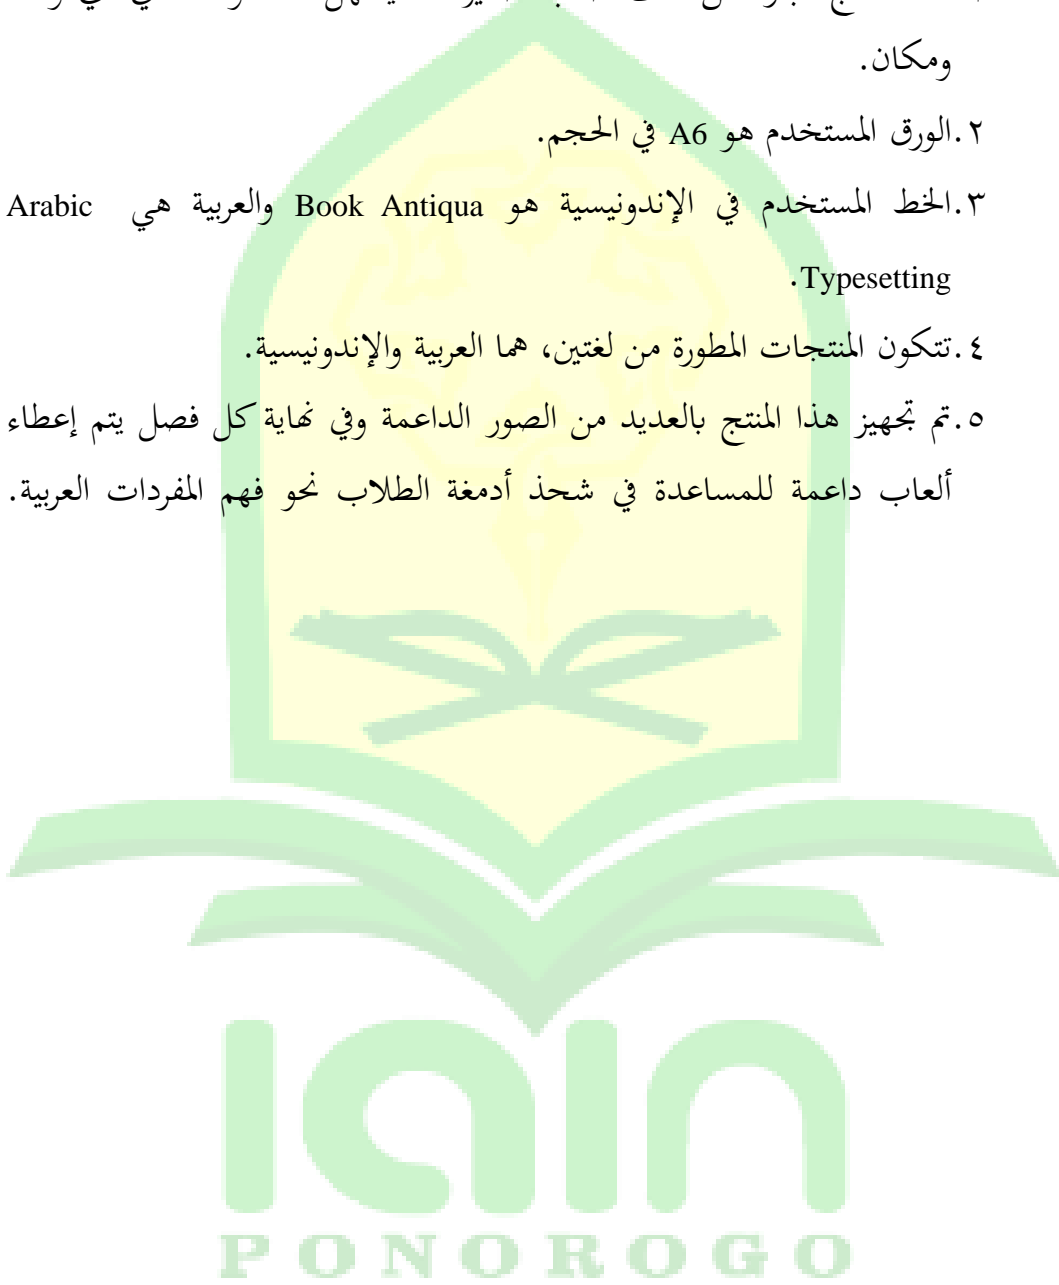 ومكان.
٢.الورق المستخدم هو A6 في الحجم.
٣.الخط المستخدم في الإندونيسية هو Book Antiqua والعربية هي Arabic
Typesetting.
٤.تتكون المنتجات المطورة من لغتين، هما العربية والإندونيسية.
٥.تم تجهيز هذا المنتج بالعديد من الصور الداعمة وفي نهاية كل فصل يتم إعطاء
ألعاب داعمة للمساعدة في شحذ أدمغة الطلاب نحو فهم المفردات العربية.
iain
PONOROGO